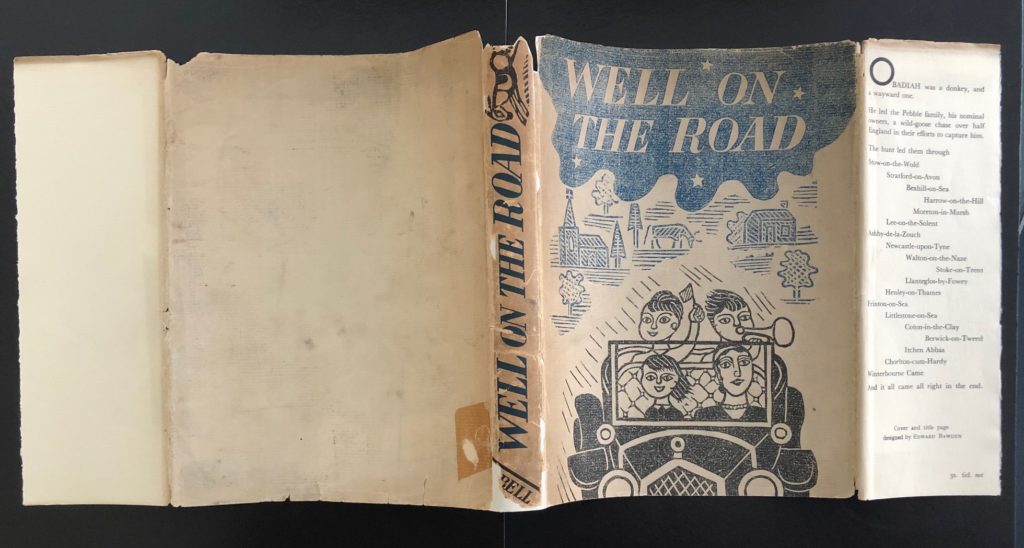 WELL ON THE ROAD
BELL
WELL ON
THE ROAD
OBADIAH was a donkey, and
a wayward one.
He led the Pebble family, his nominal
owners, a wild-goose chase over half
England in their efforts to capture him.
The hunt led them through
Stow-on-the-Wold
Stratford-on-Avon
Bexhill-on-Sea
Harrow-on-the-Hill
Moreton-in-Marsh
Lee-on-the-Solent
Ashby-de-la-Zouch
Newcastle-upon-Tyne
Walton-on-the-Naze
Stoke-on-Trent
Llanteglos-by-Fowey
Henley-on-Thames
Frinton-on-Sea
Littlestone-on-Sea
Coton-in-the-Clay
Berwick-on-Tweed
Itchen Abbas
Chorlton-cum-Hardy
Winterbourne Came
And it all came all right in the end.
Cover and title page
designed by EDWARD BAWDEN
5s. 6d. net